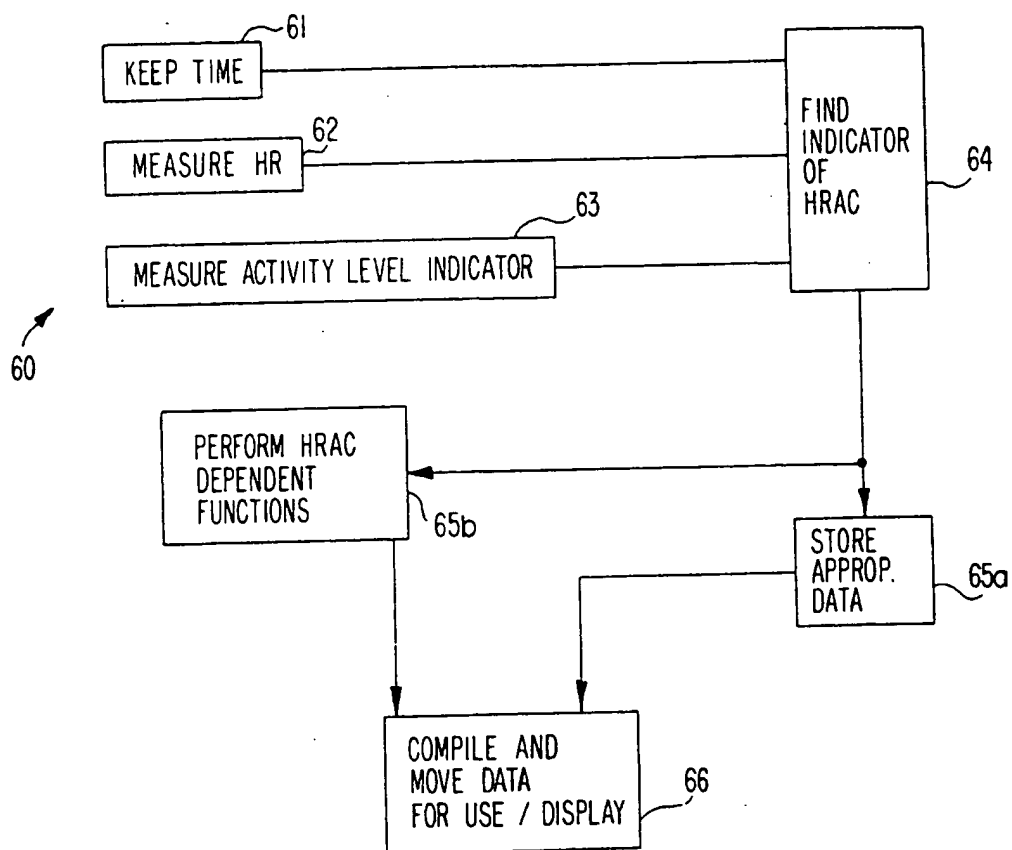 61
KEEP TIME
62
MEASURE HR
63
MEASURE ACTIVITY LEVEL INDICATOR
FIND
INDICATOR
OF
HRAC
64
60
PERFORM HRAC
DEPENDENT
FUNCTIONS
65b
STORE
APPROP.
DATA
65a
COMPILE AND
MOVE DATA
FOR USE / DISPLAY
66